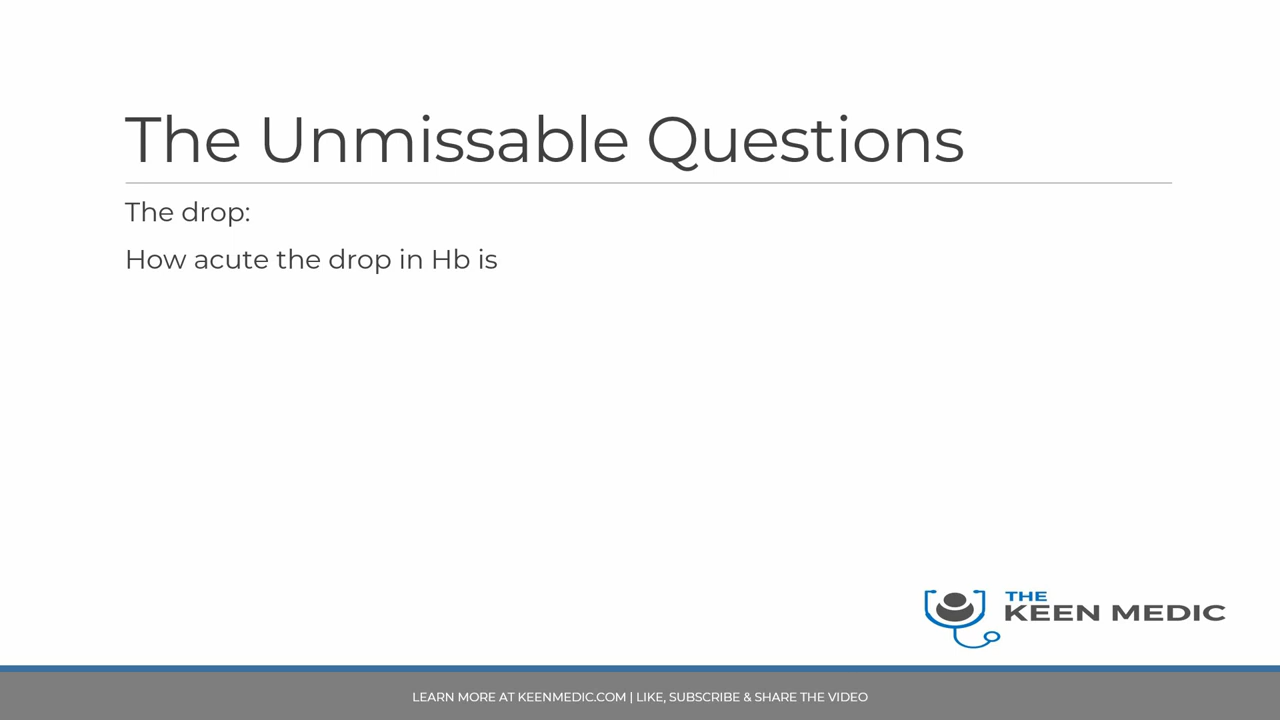 The Unmissable Questions
The drop:
How acute the drop in Hb is
THE
KEEN MEDIC
LEARN MORE AT KEENMEDIC.COM | LIKE, SUBSCRIBE & SHARE THE VIDEO